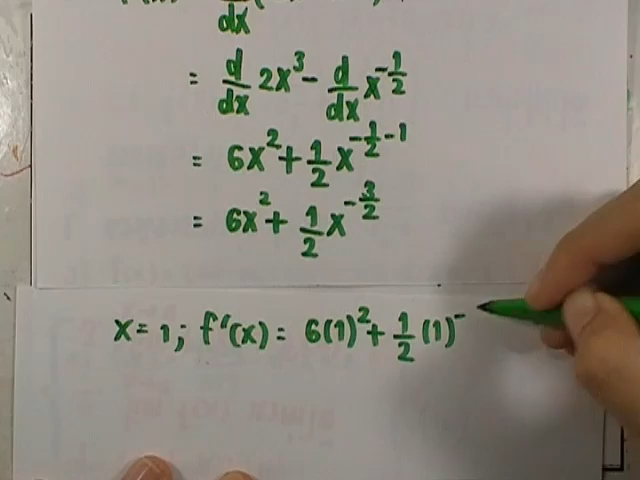 d/dx
= d/dx 2x³ - d/dx x^(-1/2)
= 6x² + 1/2 x^(-1/2 - 1)
= 6x² + 1/2 x^(-3/2)
x = 1; f'(x) = 6(1)² + 1/2 (1)^-